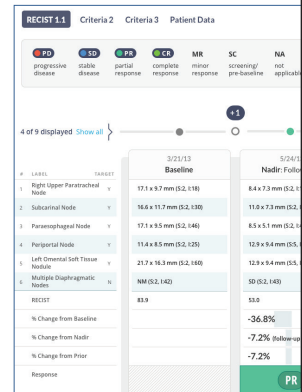 RECIST 1.1 Criteria 2 Criteria 3 Patient Data
PD SD PR CR MR SC NA
progressive disease stable disease partial response complete response minor response screening/ pre-baseline not applicabl
+1
4 of 9 displayed Show all
3/21/13 5/24/1
Baseline Nadir: Follow
# LABEL TARGET
1 Right Upper Paratracheal Node Y 17.1 x 9.7 mm (S:2, I:18) 8.4 x 7.3 mm (S:2, I:
2 Subcarinal Node Y 16.6 x 11.7 mm (S:2, I:30) 11.0 x 7.3 mm (S:2,
3 Paraesophageal Node Y 17.1 x 9.5 mm (S:2, I:46) 8.5 x 5.1 mm (S:2, I:
4 Periportal Node Y 11.4 x 8.5 mm (S:2, I:25) 12.9 x 9.4 mm (S:5,
5 Left Omental Soft Tissue Nodule Y 21.7 x 16.3 mm (S:2, I:60) 12.9 x 9.4 mm (S:5,
6 Multiple Diaphragmatic Nodes N NM (S:2, I:42) SD (S:2, I:43)
RECIST 83.9 53.0
% Change from Baseline -36.8%
% Change from Nadir -7.2% (follow-up
% Change from Prior -7.2%
Response PR